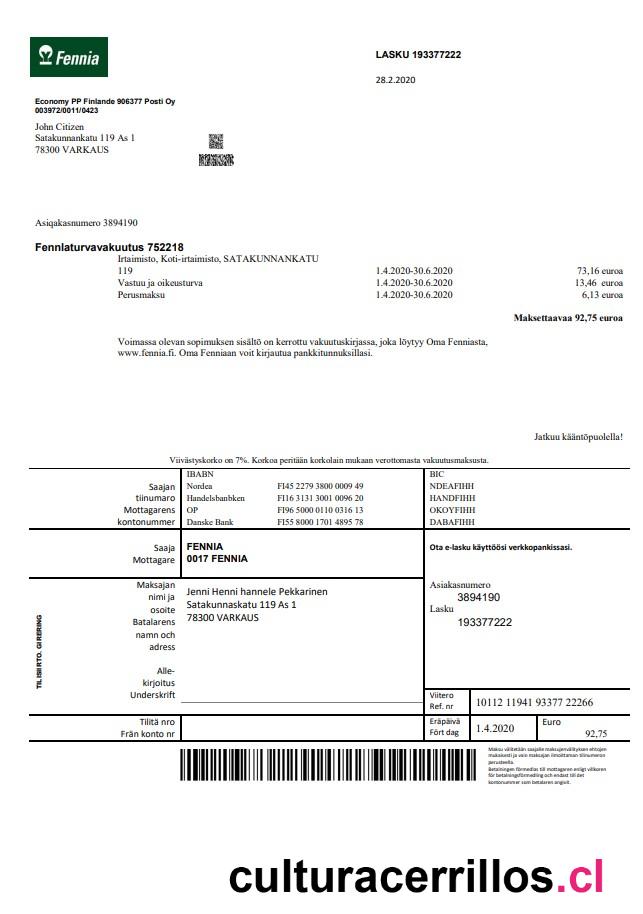 Fennia
LASKU 193377222
28.2.2020
Economy PP Finlande 906377 Posti Oy
003972/0011/0423
John Citizen
Satakunnankatu 119 As 1
78300 VARKAUS
Asiqakasnumero 3894190
Fennlaturvavakuutus 752218
Irtaimisto, Koti-irtaimisto, SATAKUNNANKATU
119 1.4.2020-30.6.2020 73,16 euroa
Vastuu ja oikeusturva 1.4.2020-30.6.2020 13,46 euroa
Perusmaksu 1.4.2020-30.6.2020 6,13 euroa
Maksettaavaa 92,75 euroa
Voimassa olevan sopimuksen sisältö on kerrottu vakuutuskirjassa, joka löytyy Oma Fenniasta,
www.fennia.fi. Oma Fenniaan voit kirjautua pankkitunnuksillasi.
Jatkuu kääntöpuolella!
Viivästyskorko on 7%. Korkoa peritään korkolain mukaan verottomasta vakuutusmaksusta.
IBABN BIC
Saajan Nordea FI45 2279 3800 0009 49 NDEAFIHH
tiinumaro Handelsbanbken FI16 3131 3001 0096 20 HANDFIHH
Mottagarens OP FI96 5000 0110 0316 13 OKOYFIHH
kontonummer Danske Bank FI55 8000 1701 4895 78 DABAFIHH
Saaja FENNIA
Mottagare 0017 FENNIA
Ota e-lasku käyttöösi verkkopankissasi.
Maksajan
nimi ja
osoite
Batalarens
namn och
adress
Jenni Henni hannele Pekkarinen
Satakunnaskatu 119 As 1
78300 VARKAUS
Asiakasnumero
3894190
Lasku
193377222
TILISIIRTO. GIRERING
Alle-
kirjoitus
Underskrift
Viitero
Ref. nr
10112 11941 93377 22266
Tilitä nro
Från konto nr
Eräpäivä
Fört dag
1.4.2020
Euro
92,75
Maksu välitetään saajalle maksujenvälityksen ehtojen
mukaisesti ja vain maksajan ilmoittaman tilinumeron
perusteella.
Betalningen förmedlas till mottagaren enligt villkoren
för betalningsförmedling och endast till det
kontonummer som betalaren angivit.
culturacerrillos.cl